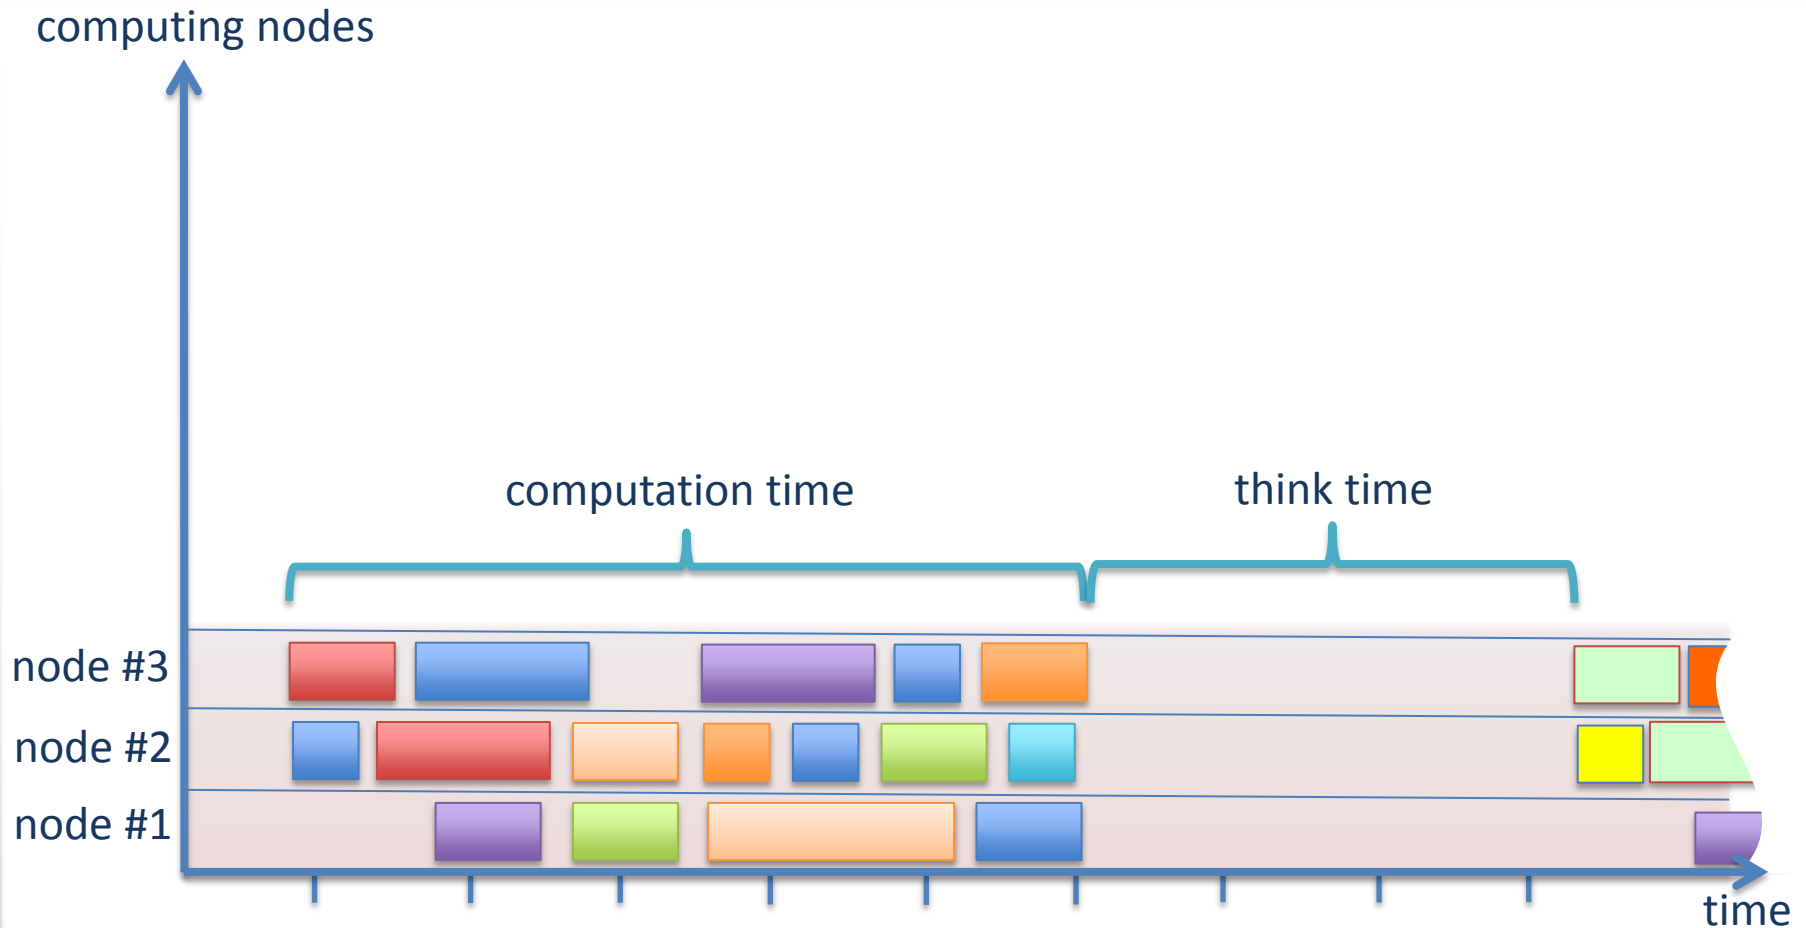 computing nodes
computation time
think time
node #3
node #2
node #1
time